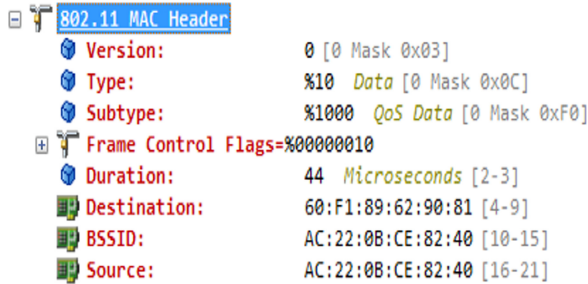 802.11 MAC Header
Version: 0 [0 Mask 0x03]
Type: %10 Data [0 Mask 0x0C]
Subtype: %1000 QoS Data [0 Mask 0xF0]
Frame Control Flags=%00000010
Duration: 44 Microseconds [2-3]
Destination: 60:F1:89:62:90:81 [4-9]
BSSID: AC:22:0B:CE:82:40 [10-15]
Source: AC:22:0B:CE:82:40 [16-21]